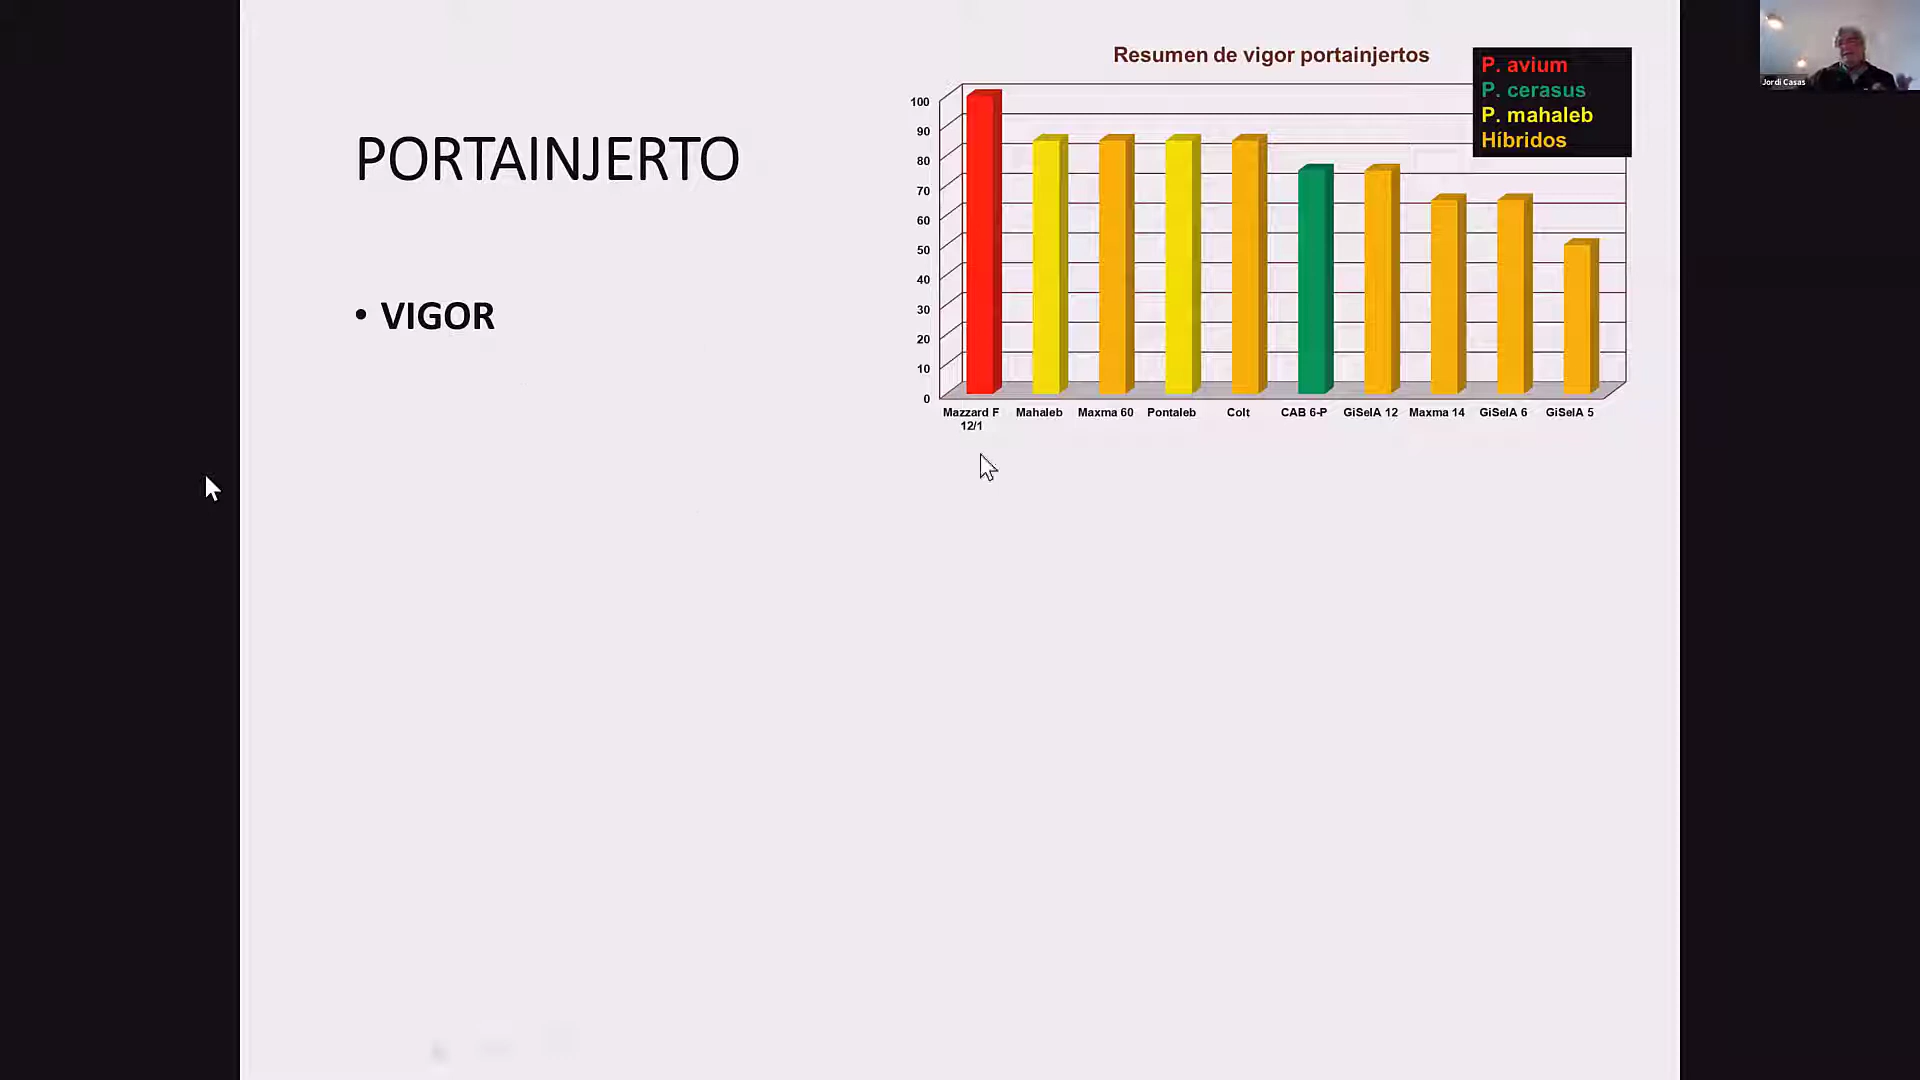 Resumen de vigor portainjertos
P. avium
P. cerasus
P. mahaleb
Híbridos
Jordi Casas
PORTAINJERTO
• VIGOR
100
90
80
70
60
50
40
30
20
10
0
Mazzard F 12/1
Mahaleb
Maxma 60
Pontaleb
Colt
CAB 6-P
GiSelA 12
Maxma 14
GiSelA 6
GiSelA 5